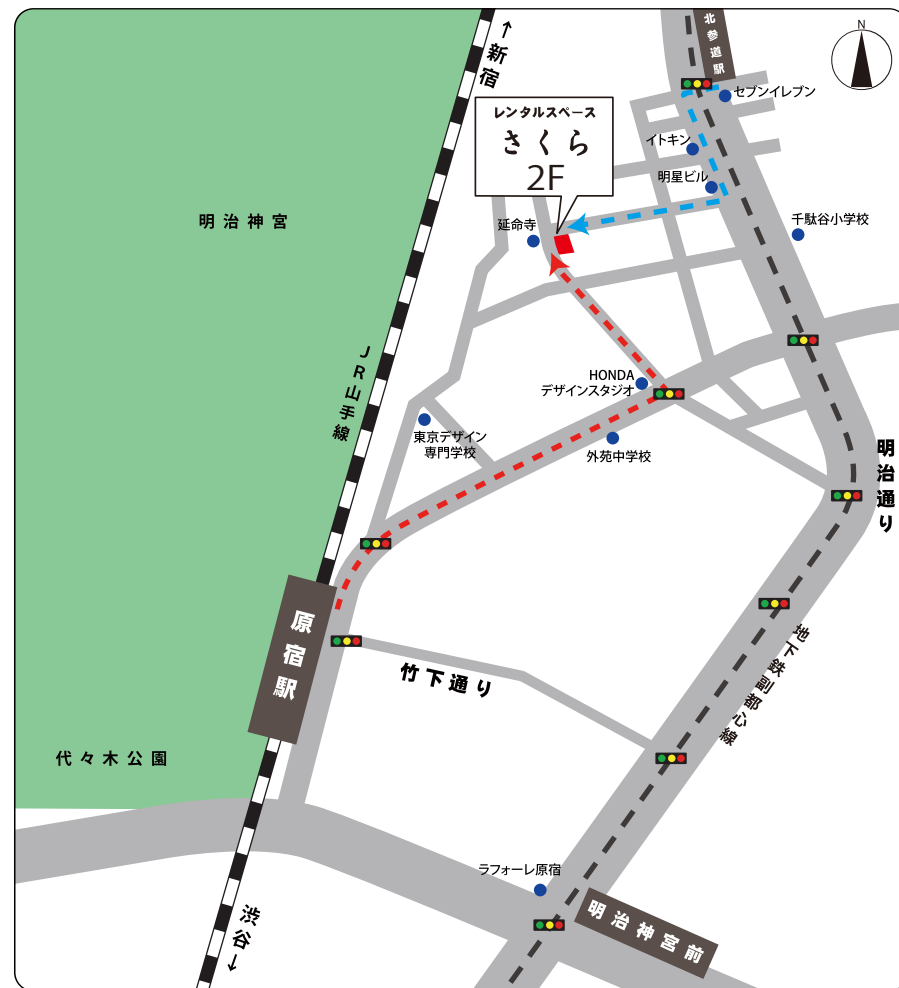 北参道駅
N
↑新宿
セブンイレブン
レンタルスペース
さくら
2F
イトキン
明星ビル
明治神宮
延命寺
千駄谷小学校
JR山手線
HONDA
デザインスタジオ
東京デザイン
専門学校
外苑中学校
明治通り
原宿駅
竹下通り
地下鉄副都心線
代々木公園
ラフォーレ原宿
明治神宮前
渋谷↓